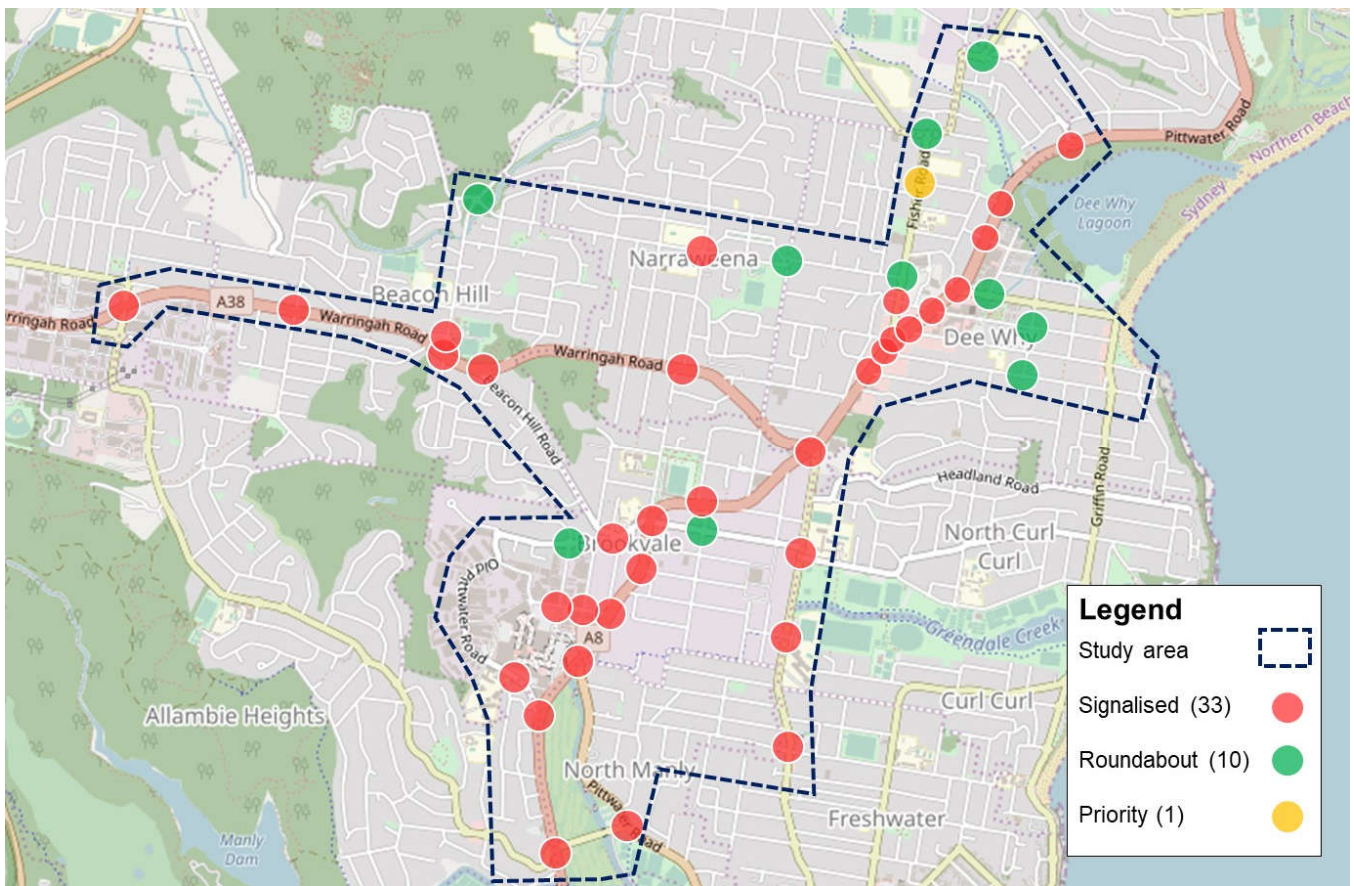 Pittwater Road
Northern Beach
Sydney
Fisher Road
Dee Why
Lagoon
Narraweena
Beacon Hill
A38
arringah Road
Warringah Road
Warringah Road
Dee Why
Beacon Hill Road
Headland Road
Griffin Road
North Curl
Curl
Brookvale
Old Pittwater Road
A8
Greendale Creek
Allambie Heights
Curl Curl
North Manly
Pittwater Road
Freshwater
Manly
Dam
Legend
Study area
Signalised (33)
Roundabout (10)
Priority (1)